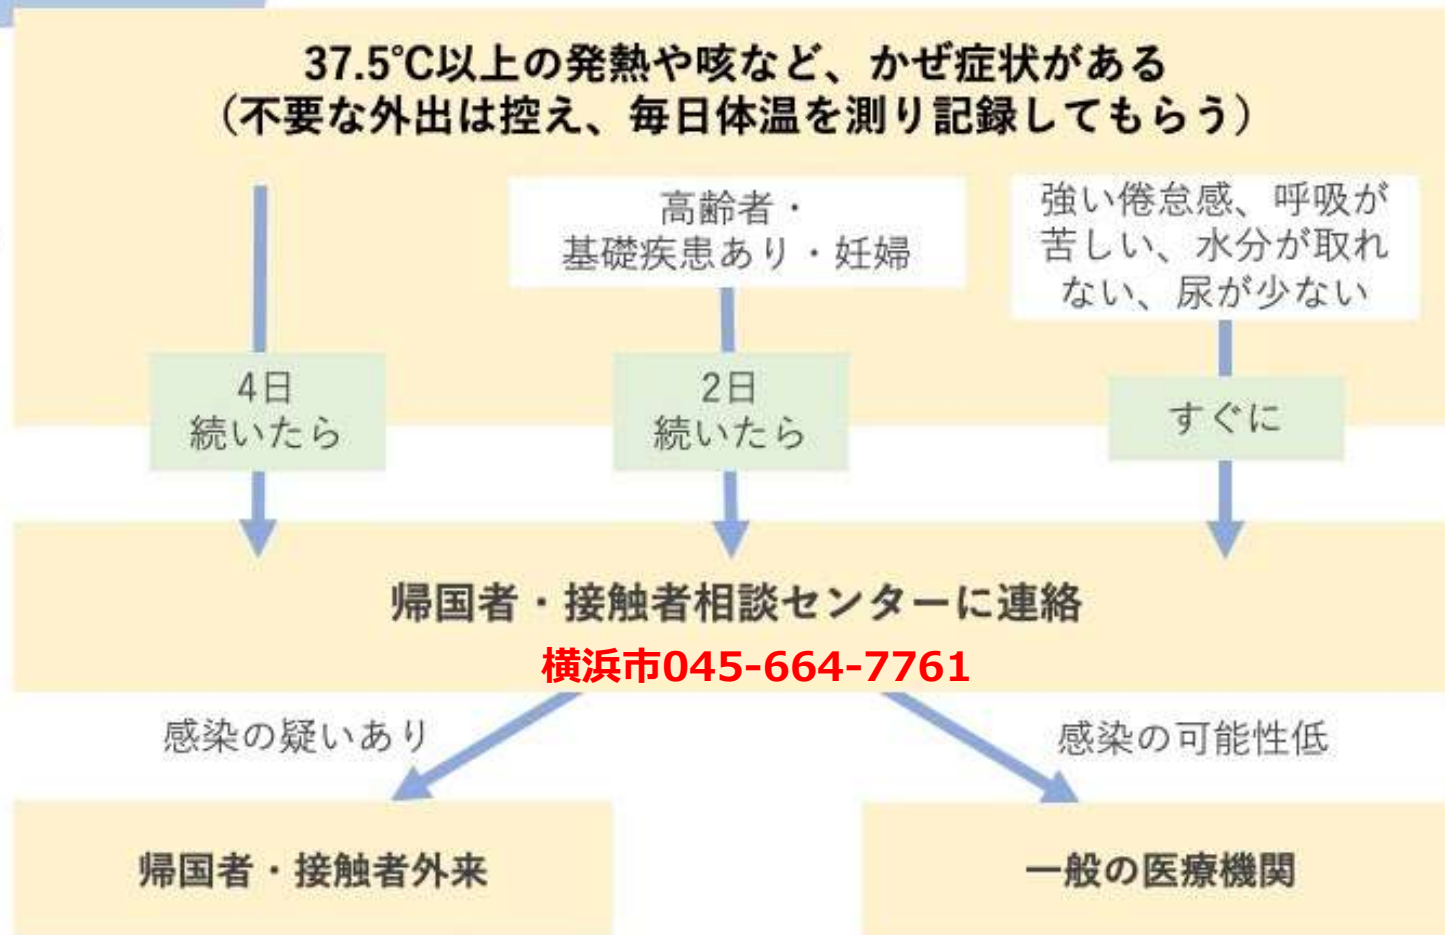 37.5℃以上の発熱や咳など、かぜ症状がある
（不要な外出は控え、毎日体温を測り記録してもらう）
高齢者・
基礎疾患あり・妊婦
強い倦怠感、呼吸が
苦しい、水分が取れ
ない、尿が少ない
4日
続いたら
2日
続いたら
すぐに
帰国者・接触者相談センターに連絡
横浜市045-664-7761
感染の疑いあり
感染の可能性低
帰国者・接触者外来
一般の医療機関